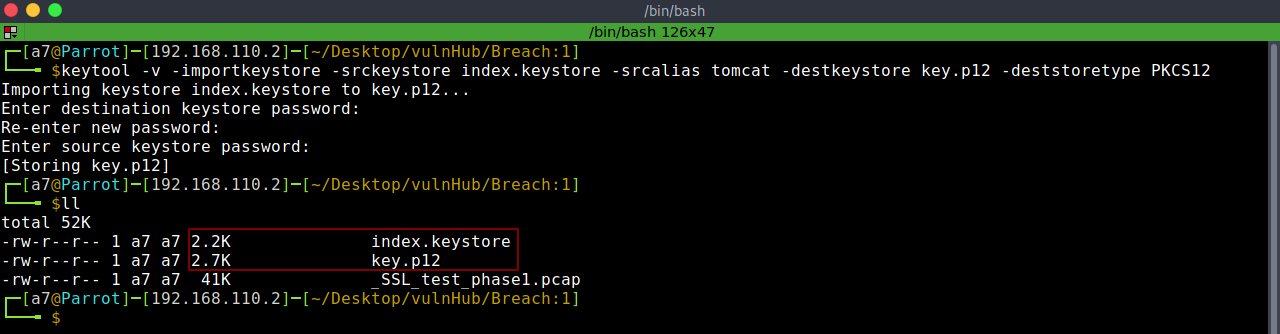 /bin/bash
/bin/bash 126x47
┌─[a7@Parrot]─[192.168.110.2]─[~/Desktop/vulnHub/Breach:1]
└──╼ $keytool -v -importkeystore -srckeystore index.keystore -srcalias tomcat -destkeystore key.p12 -deststoretype PKCS12
Importing keystore index.keystore to key.p12...
Enter destination keystore password:
Re-enter new password:
Enter source keystore password:
[Storing key.p12]
┌─[a7@Parrot]─[192.168.110.2]─[~/Desktop/vulnHub/Breach:1]
└──╼ $ll
total 52K
-rw-r--r-- 1 a7 a7 2.2K index.keystore
-rw-r--r-- 1 a7 a7 2.7K key.p12
-rw-r--r-- 1 a7 a7 41K _SSL_test_phase1.pcap
┌─[a7@Parrot]─[192.168.110.2]─[~/Desktop/vulnHub/Breach:1]
└──╼ $